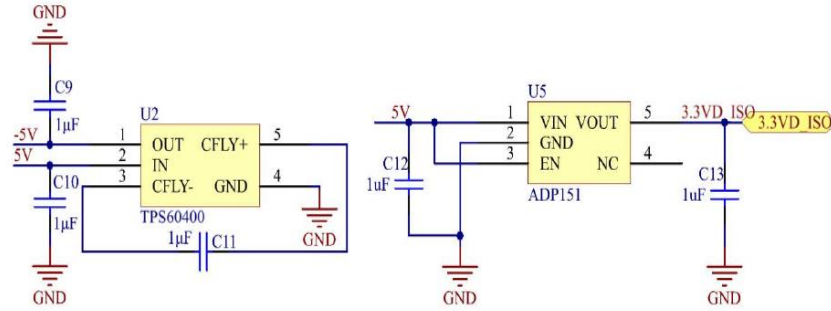 GND
C9
1μF
U2
-5V
1
OUT
CFLY+
5
5V
2
IN
3
CFLY-
GND
4
C10
1μF
TPS60400
GND
1μF
C11
GND
U5
5V
1
VIN
VOUT
5
3.3VD_ISO
3.3VD_ISO
2
GND
3
EN
NC
4
C12
1uF
ADP151
C13
1uF
GND
GND